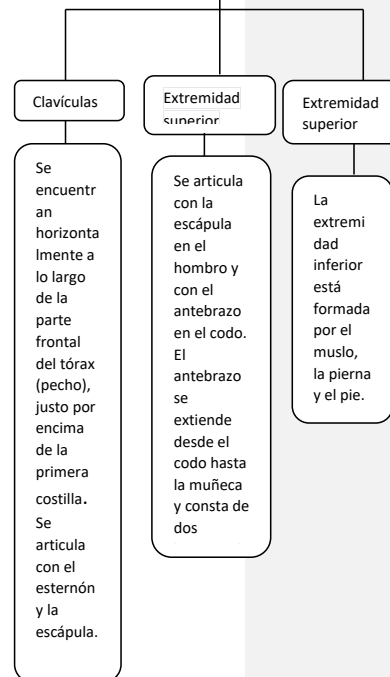 Clavículas
Extremidad
superior
Extremidad
superior
Se
encuentr
an
horizonta
lmente a
lo largo
de la
parte
frontal
del tórax
(pecho),
justo por
encima
de la
primera
costilla.
Se
articula
con el
esternón
y la
escápula.
Se articula
con la
escápula
en el
hombro y
con el
antebrazo
en el codo.
El
antebrazo
se
extiende
desde el
codo hasta
la muñeca
y consta de
dos
La
extremi
dad
inferior
está
formada
por el
muslo,
la pierna
y el pie.